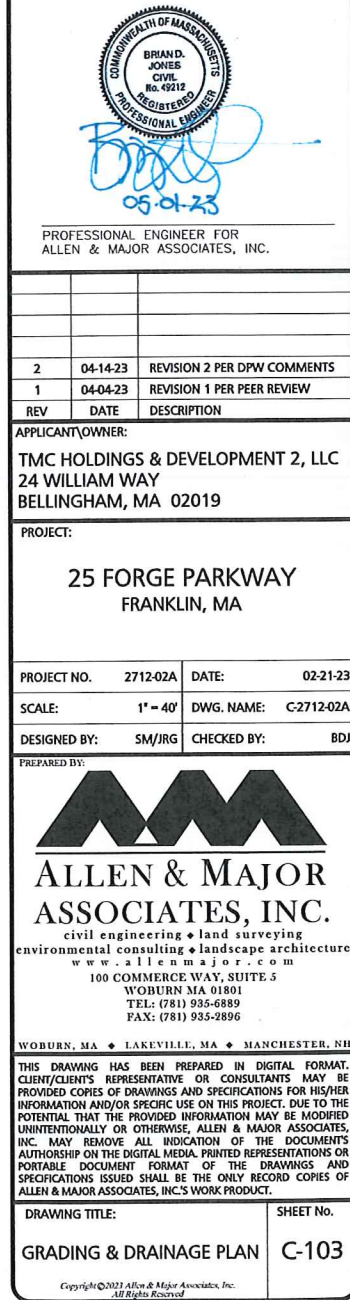 COMMONWEALTH OF MASSACHUSETTS
BRIAN D.
JONES
CIVIL
No. 49212
REGISTERED
PROFESSIONAL ENGINEER
05-01-23
PROFESSIONAL ENGINEER FOR
ALLEN & MAJOR ASSOCIATES, INC.
2 04-14-23 REVISION 2 PER DPW COMMENTS
1 04-04-23 REVISION 1 PER PEER REVIEW
REV DATE DESCRIPTION
APPLICANT\OWNER:
TMC HOLDINGS & DEVELOPMENT 2, LLC
24 WILLIAM WAY
BELLINGHAM, MA 02019
PROJECT:
25 FORGE PARKWAY
FRANKLIN, MA
PROJECT NO. 2712-02A DATE: 02-21-23
SCALE: 1" = 40' DWG. NAME: C-2712-02A
DESIGNED BY: SM/JRG CHECKED BY: BDJ
PREPARED BY:
ALLEN & MAJOR
ASSOCIATES, INC.
civil engineering ♦ land surveying
environmental consulting ♦ landscape architecture
www.allenmajor.com
100 COMMERCE WAY, SUITE 5
WOBURN MA 01801
TEL: (781) 935-6889
FAX: (781) 935-2896
WOBURN, MA ♦ LAKEVILLE, MA ♦ MANCHESTER, NH
THIS DRAWING HAS BEEN PREPARED IN DIGITAL FORMAT.
CLIENT/CLIENT'S REPRESENTATIVE OR CONSULTANTS MAY BE
PROVIDED COPIES OF DRAWINGS AND SPECIFICATIONS FOR HIS/HER
INFORMATION AND/OR SPECIFIC USE ON THIS PROJECT. DUE TO THE
POTENTIAL THAT THE PROVIDED INFORMATION MAY BE MODIFIED
UNINTENTIONALLY OR OTHERWISE, ALLEN & MAJOR ASSOCIATES,
INC. MAY REMOVE ALL INDICATION OF THE DOCUMENT'S
AUTHORSHIP ON THE DIGITAL MEDIA. PRINTED REPRESENTATIONS OR
PORTABLE DOCUMENT FORMAT OF THE DRAWINGS AND
SPECIFICATIONS ISSUED SHALL BE THE ONLY RECORD COPIES OF
ALLEN & MAJOR ASSOCIATES, INC.'S WORK PRODUCT.
DRAWING TITLE: SHEET No.
GRADING & DRAINAGE PLAN C-103
Copyright©2023 Allen & Major Associates, Inc.
All Rights Reserved